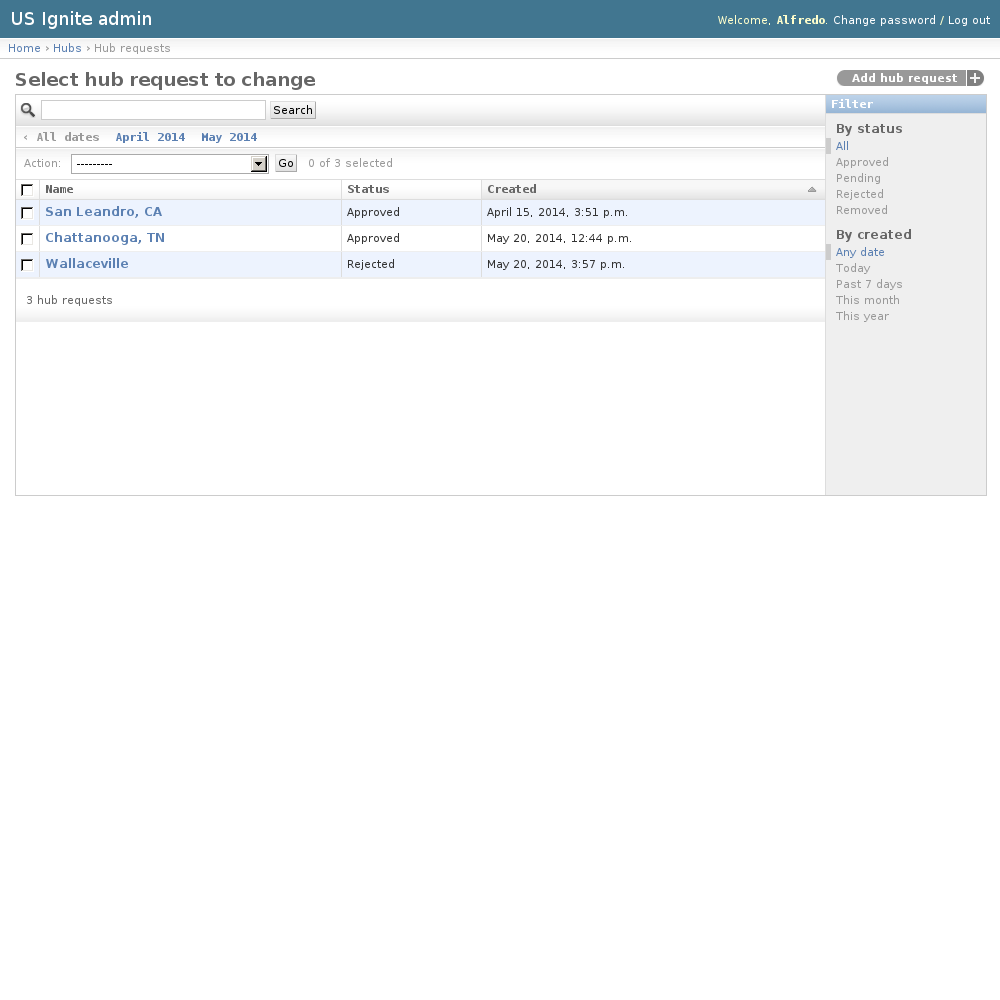 US Ignite admin
Welcome, Alfredo. Change password / Log out
Home › Hubs › Hub requests
Select hub request to change
Add hub request +
Search
‹ All dates April 2014 May 2014
Action: --------- Go 0 of 3 selected
Name Status Created
San Leandro, CA Approved April 15, 2014, 3:51 p.m.
Chattanooga, TN Approved May 20, 2014, 12:44 p.m.
Wallaceville Rejected May 20, 2014, 3:57 p.m.
3 hub requests
Filter
By status
All
Approved
Pending
Rejected
Removed
By created
Any date
Today
Past 7 days
This month
This year